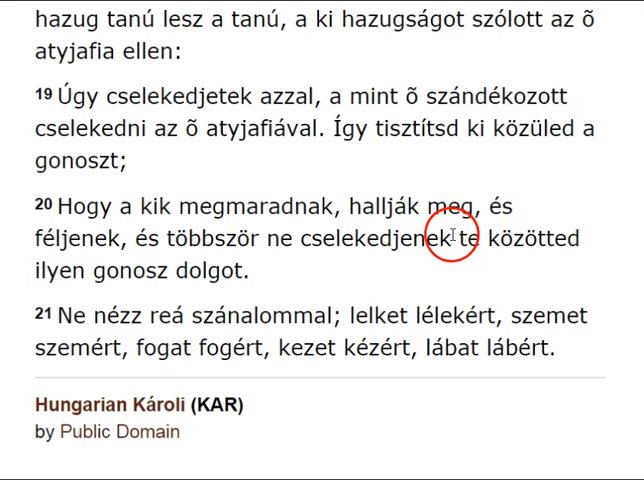 hazug tanú lesz a tanú, a ki hazugságot szólott az õ
atyjafia ellen:
19 Úgy cselekedjetek azzal, a mint õ szándékozott
cselekedni az õ atyjafiával. Így tisztítsd ki közüled a
gonoszt;
20 Hogy a kik megmaradnak, hallják meg, és
féljenek, és többször ne cselekedjenek te közötted
ilyen gonosz dolgot.
21 Ne nézz reá szánalommal; lelket lélekért, szemet
szemért, fogat fogért, kezet kézért, lábat lábért.
Hungarian Károli (KAR)
by Public Domain